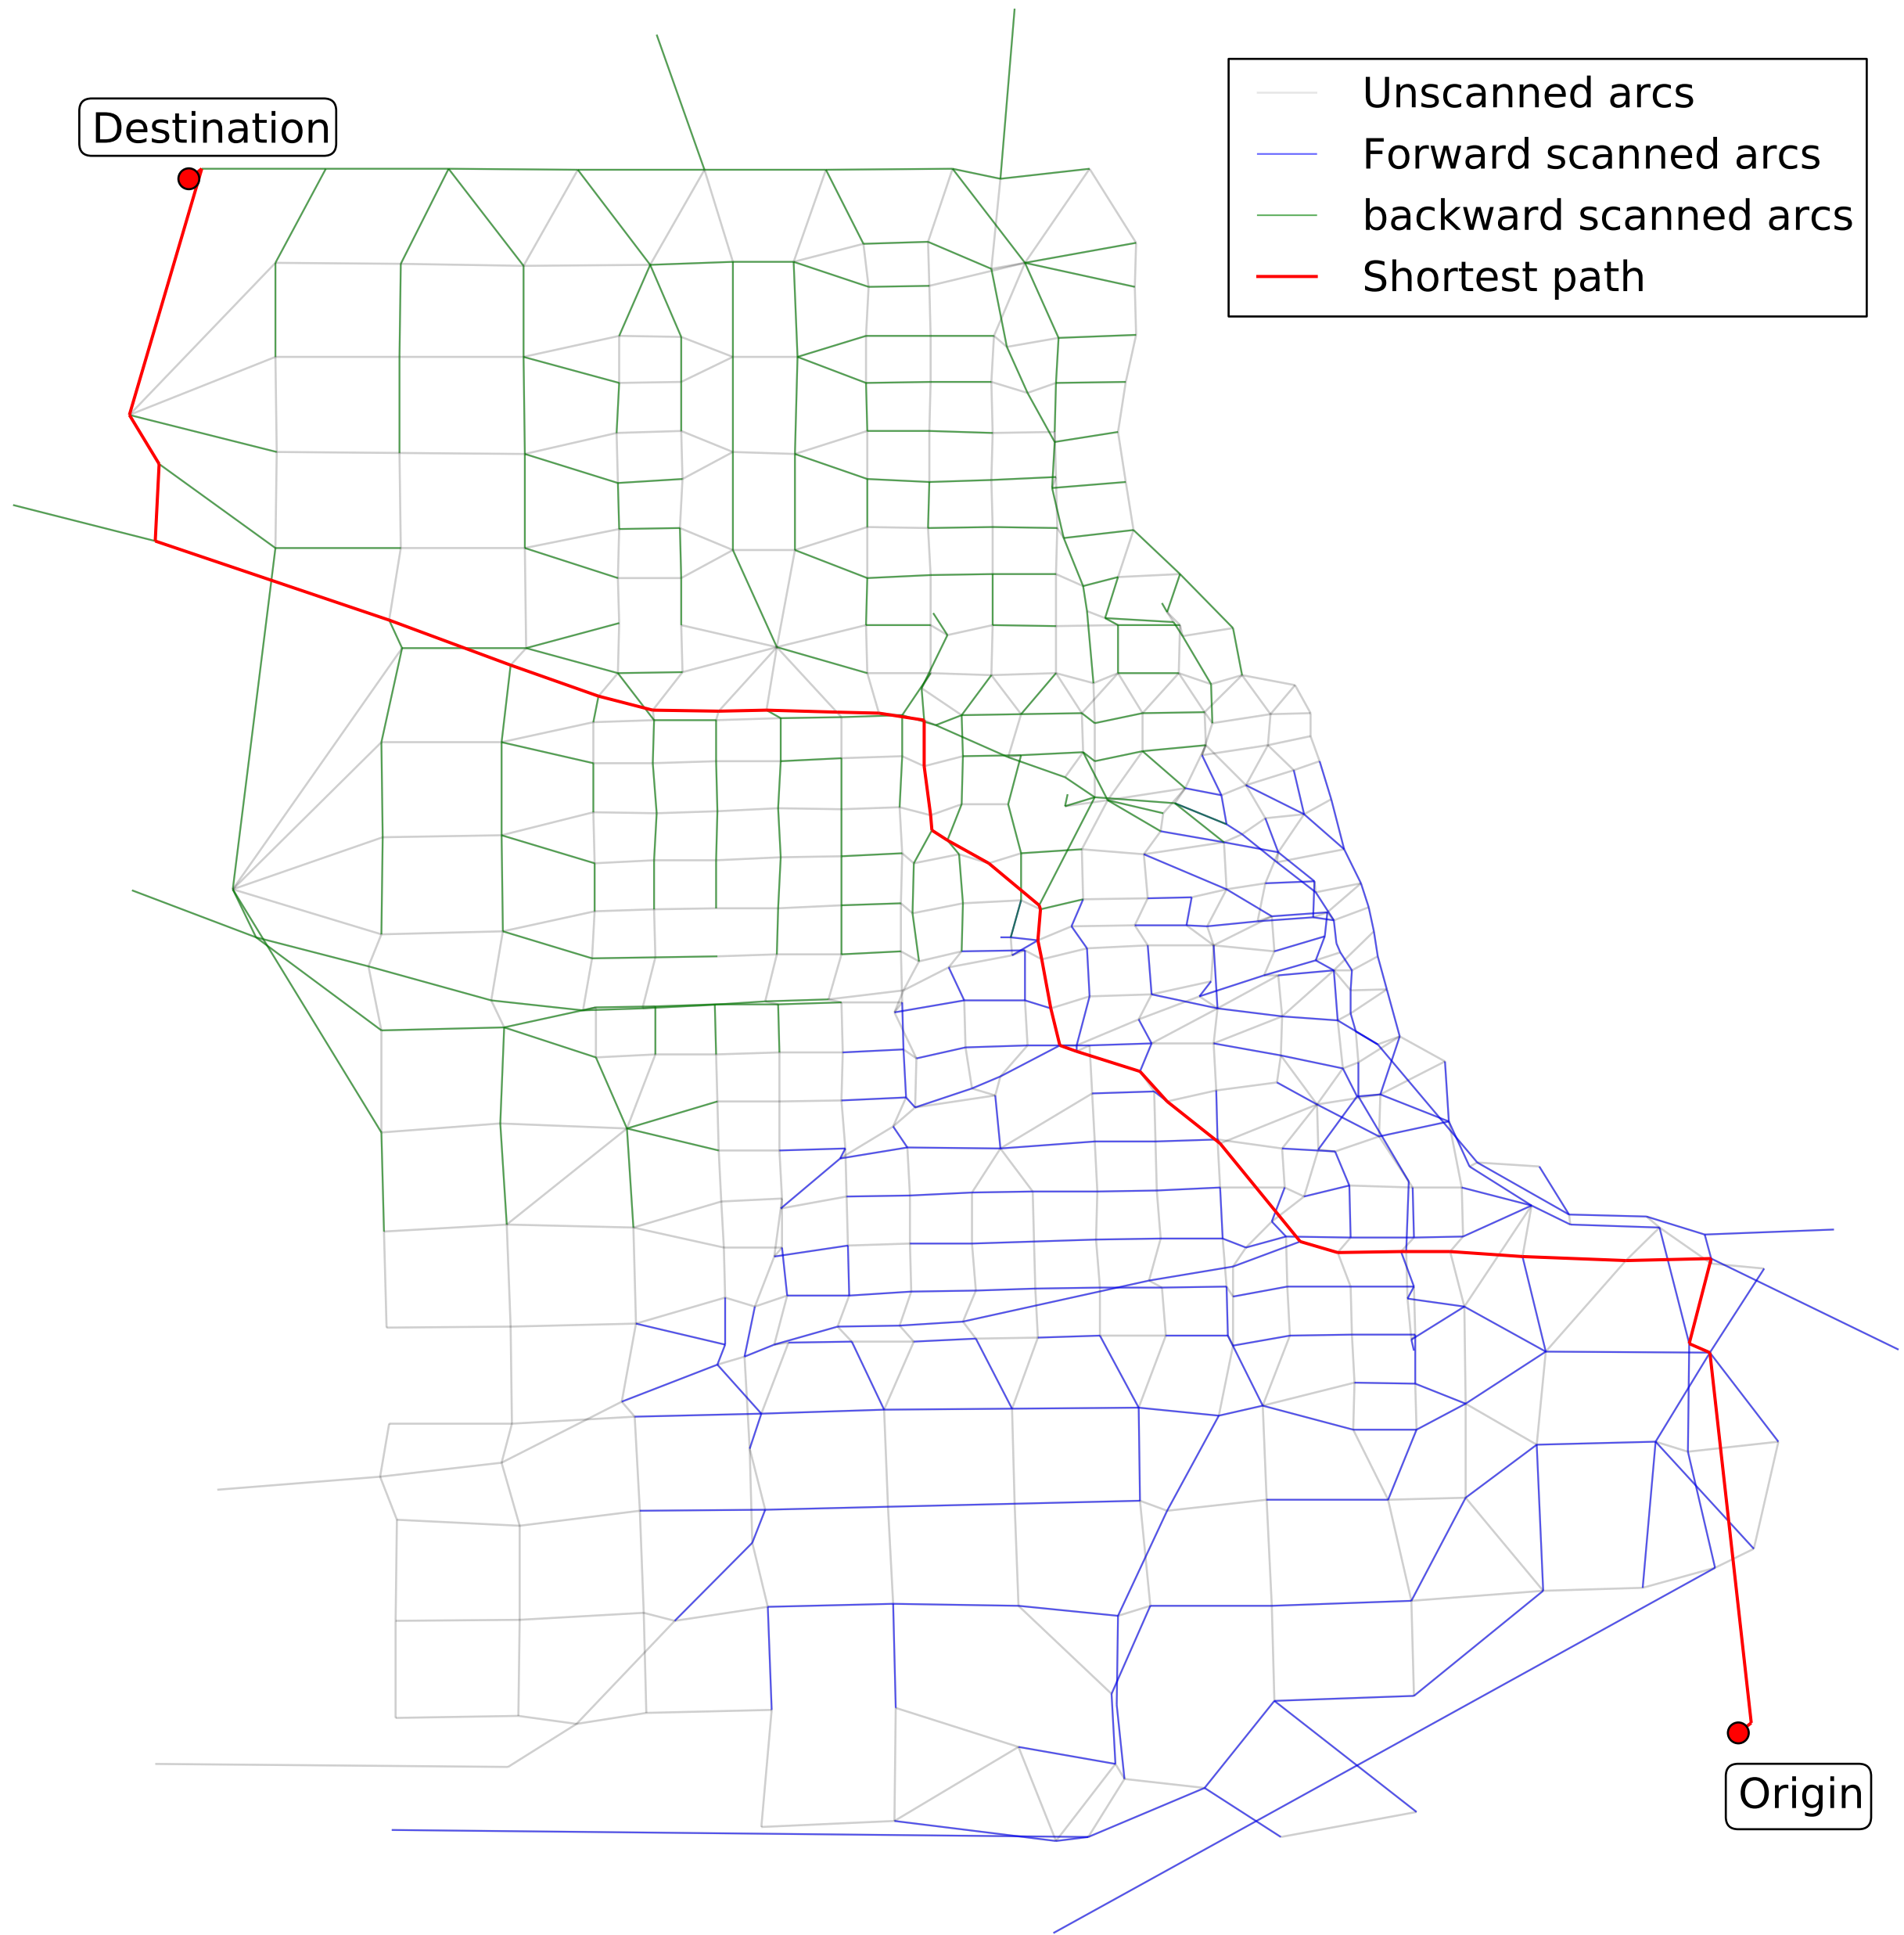 Destination
Unscanned arcs
Forward scanned arcs
backward scanned arcs
Shortest path
Origin